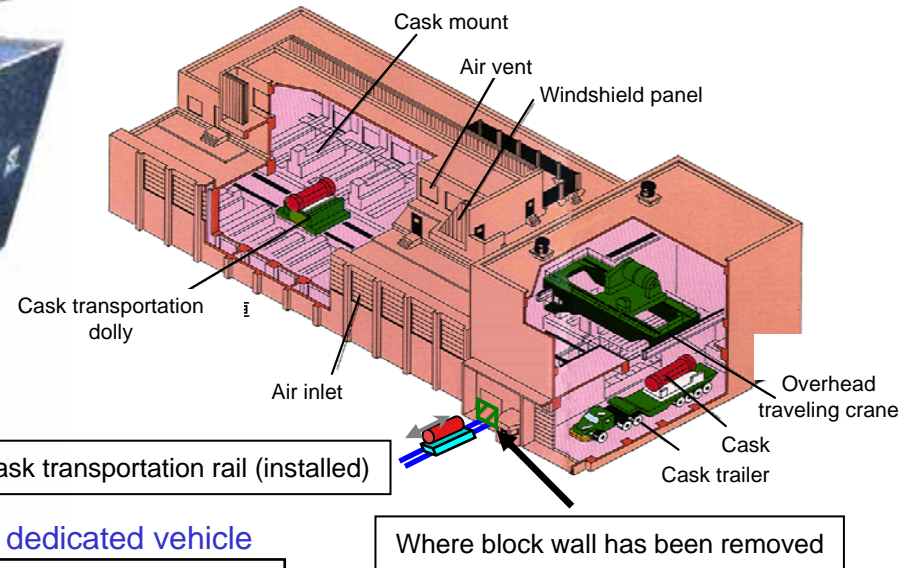 Cask mount
Air vent
Windshield panel
Cask transportation
dolly
Air inlet
Overhead
traveling crane
Cask
Cask trailer
ask transportation rail (installed)
dedicated vehicle
Where block wall has been removed